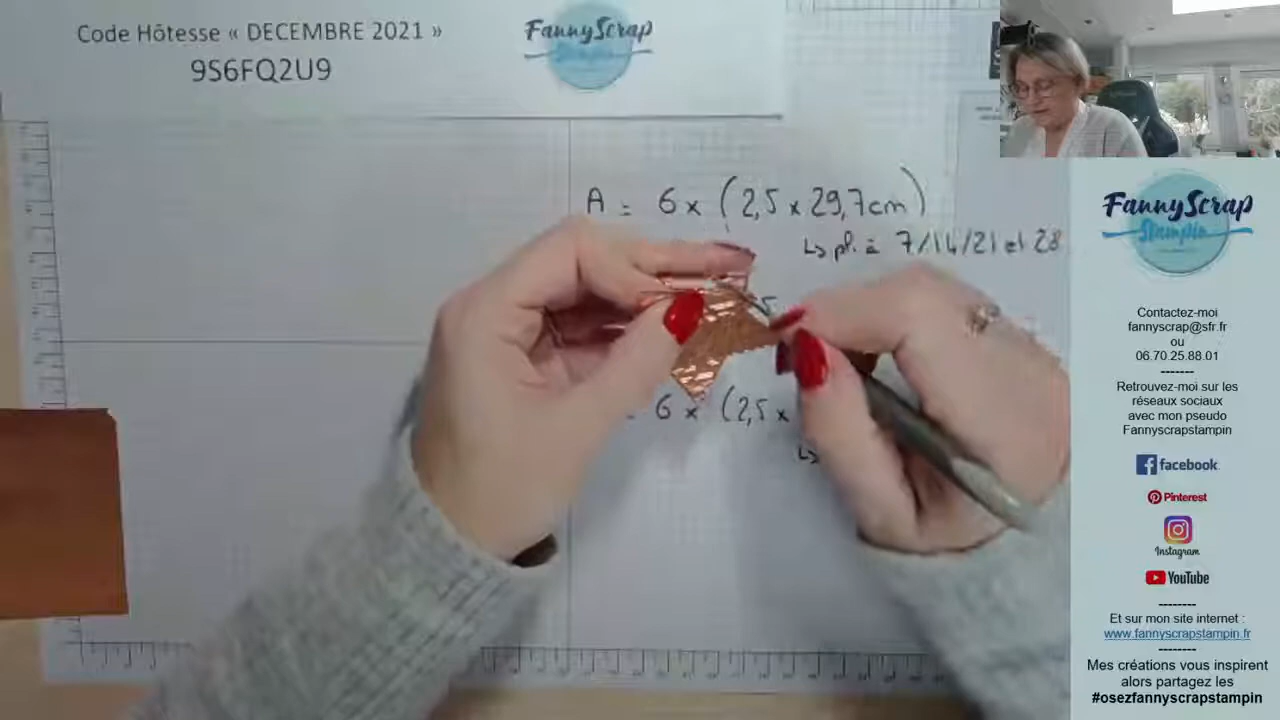 Code Hôtesse « DECEMBRE 2021 »
9S6FQ2U9
FannyScrap
A = 6 x (2,5 x 29,7cm)
↳ pl. à 7/14/21 et 28
= 6 x (2,5 x
↳
FannyScrap
Stampin
Contactez-moi
fannyscrap@sfr.fr
ou
06.70.25.88.01
-------
Retrouvez-moi sur les
réseaux sociaux
avec mon pseudo
Fannyscrapstampin
facebook.
Pinterest
Instagram
YouTube
--------
Et sur mon site internet :
www.fannyscrapstampin.fr
--------
Mes créations vous inspirent
alors partagez les
#osezfannyscrapstampin